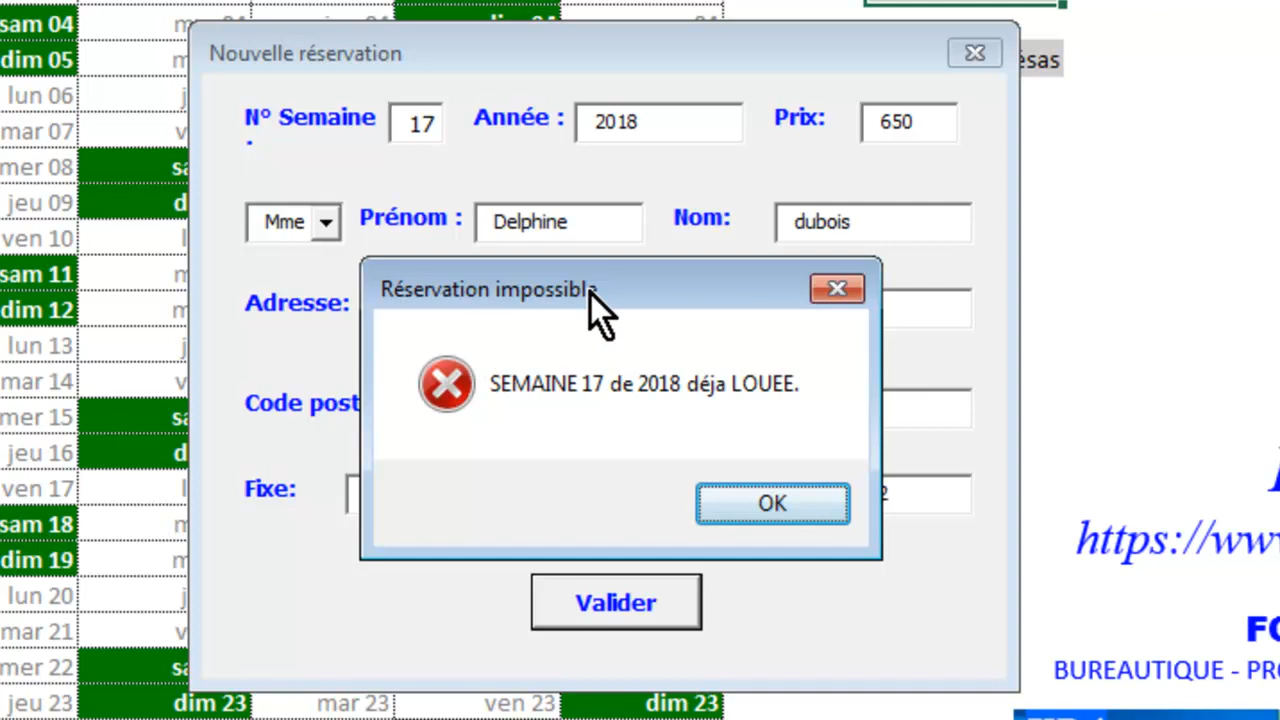 sam 04
dim 05
lun 06
mar 07
mer 08
jeu 09
ven 10
sam 11
dim 12
lun 13
mar 14
mer 15
jeu 16
ven 17
sam 18
dim 19
lun 20
mar 21
mer 22
jeu 23
dim 23
mar 23
ven 23
dim 23
Nouvelle réservation
N° Semaine : 17 Année : 2018 Prix: 650
Mme Prénom : Delphine Nom: dubois
Adresse:
Code post
Fixe:
Réservation impossible
SEMAINE 17 de 2018 déja LOUEE.
OK
Valider
ésas
https://www
FO
BUREAUTIQUE - PRO